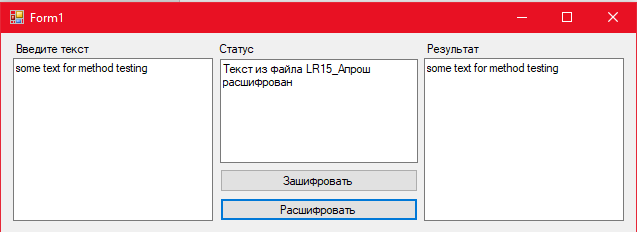 Form1
Введите текст
Статус
Результат
some text for method testing
Текст из файла LR15_Апрош
расшифрован
some text for method testing
Зашифровать
Расшифровать